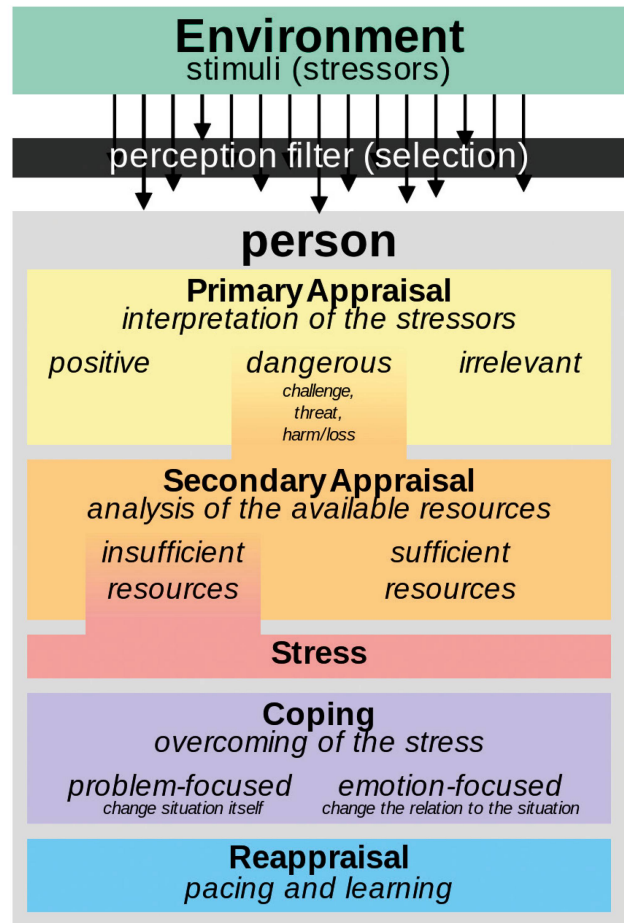 Environment
stimuli (stressors)
perception filter (selection)
person
Primary Appraisal
interpretation of the stressors
positive dangerous irrelevant
challenge,
threat,
harm/loss
Secondary Appraisal
analysis of the available resources
insufficient sufficient
resources resources
Stress
Coping
overcoming of the stress
problem-focused emotion-focused
change situation itself change the relation to the situation
Reappraisal
pacing and learning